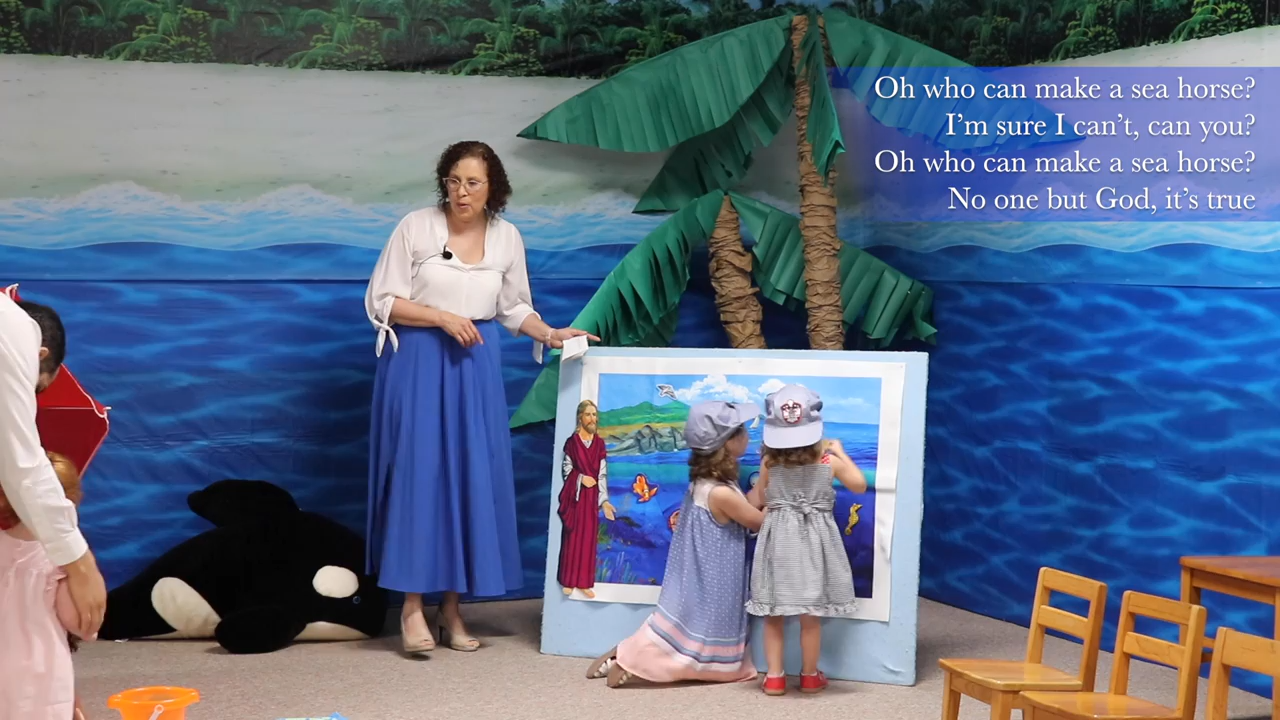 Oh who can make a sea horse?
I'm sure I can't, can you?
Oh who can make a sea horse?
No one but God, it's true